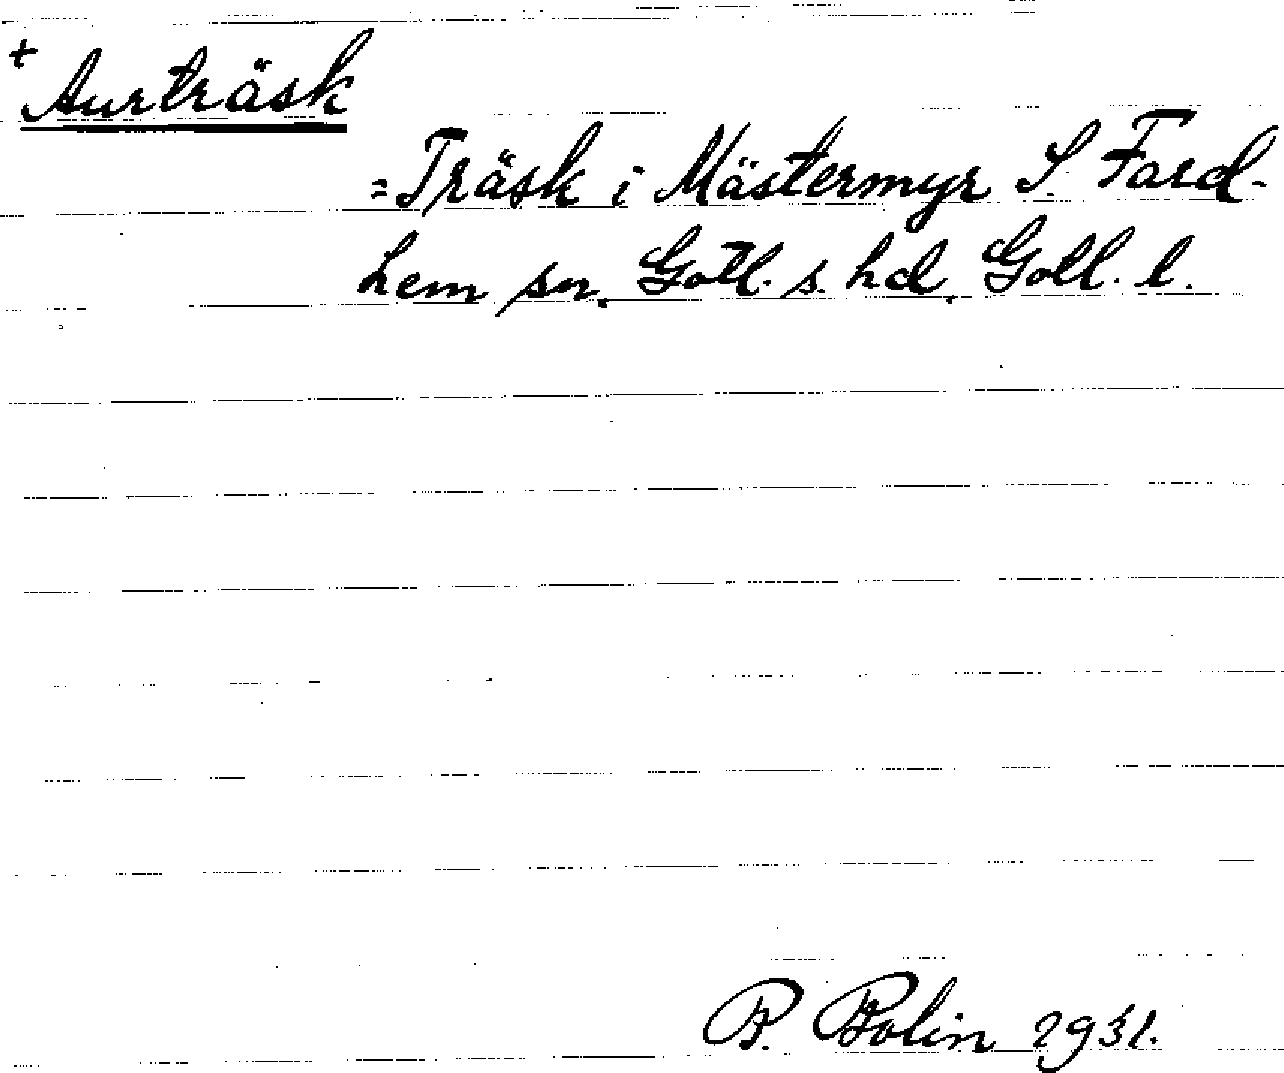 + Aurträsk
= Träsk i Mästermyr S. Fard-
hem sn. Gotl. s. hd. Gotl. l.
P. Bolin 1931.